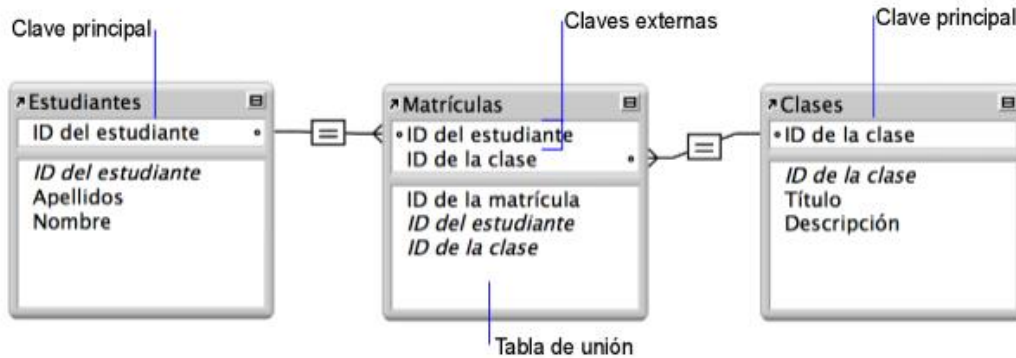 Clave principal
Claves externas
Clave principal
Estudiantes
ID del estudiante
ID del estudiante
Apellidos
Nombre
Matrículas
ID del estudiante
ID de la clase
ID de la matrícula
ID del estudiante
ID de la clase
Clases
ID de la clase
ID de la clase
Título
Descripción
Tabla de unión